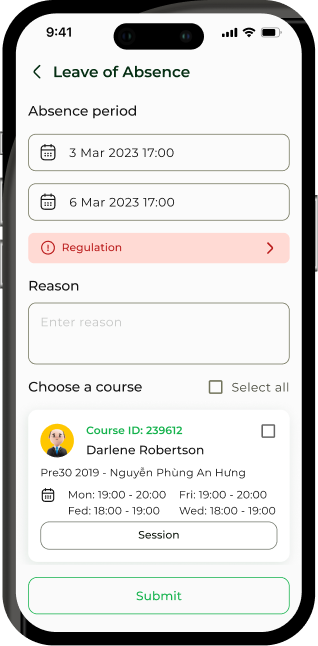 9:41
Leave of Absence
Absence period
3 Mar 2023 17:00
6 Mar 2023 17:00
Regulation
Reason
Enter reason
Choose a course
Select all
Course ID: 239612
Darlene Robertson
Pre30 2019 - Nguyễn Phùng An Hưng
Mon: 19:00 - 20:00 Fri: 19:00 - 20:00
Fed: 18:00 - 19:00 Wed: 18:00 - 19:00
Session
Submit